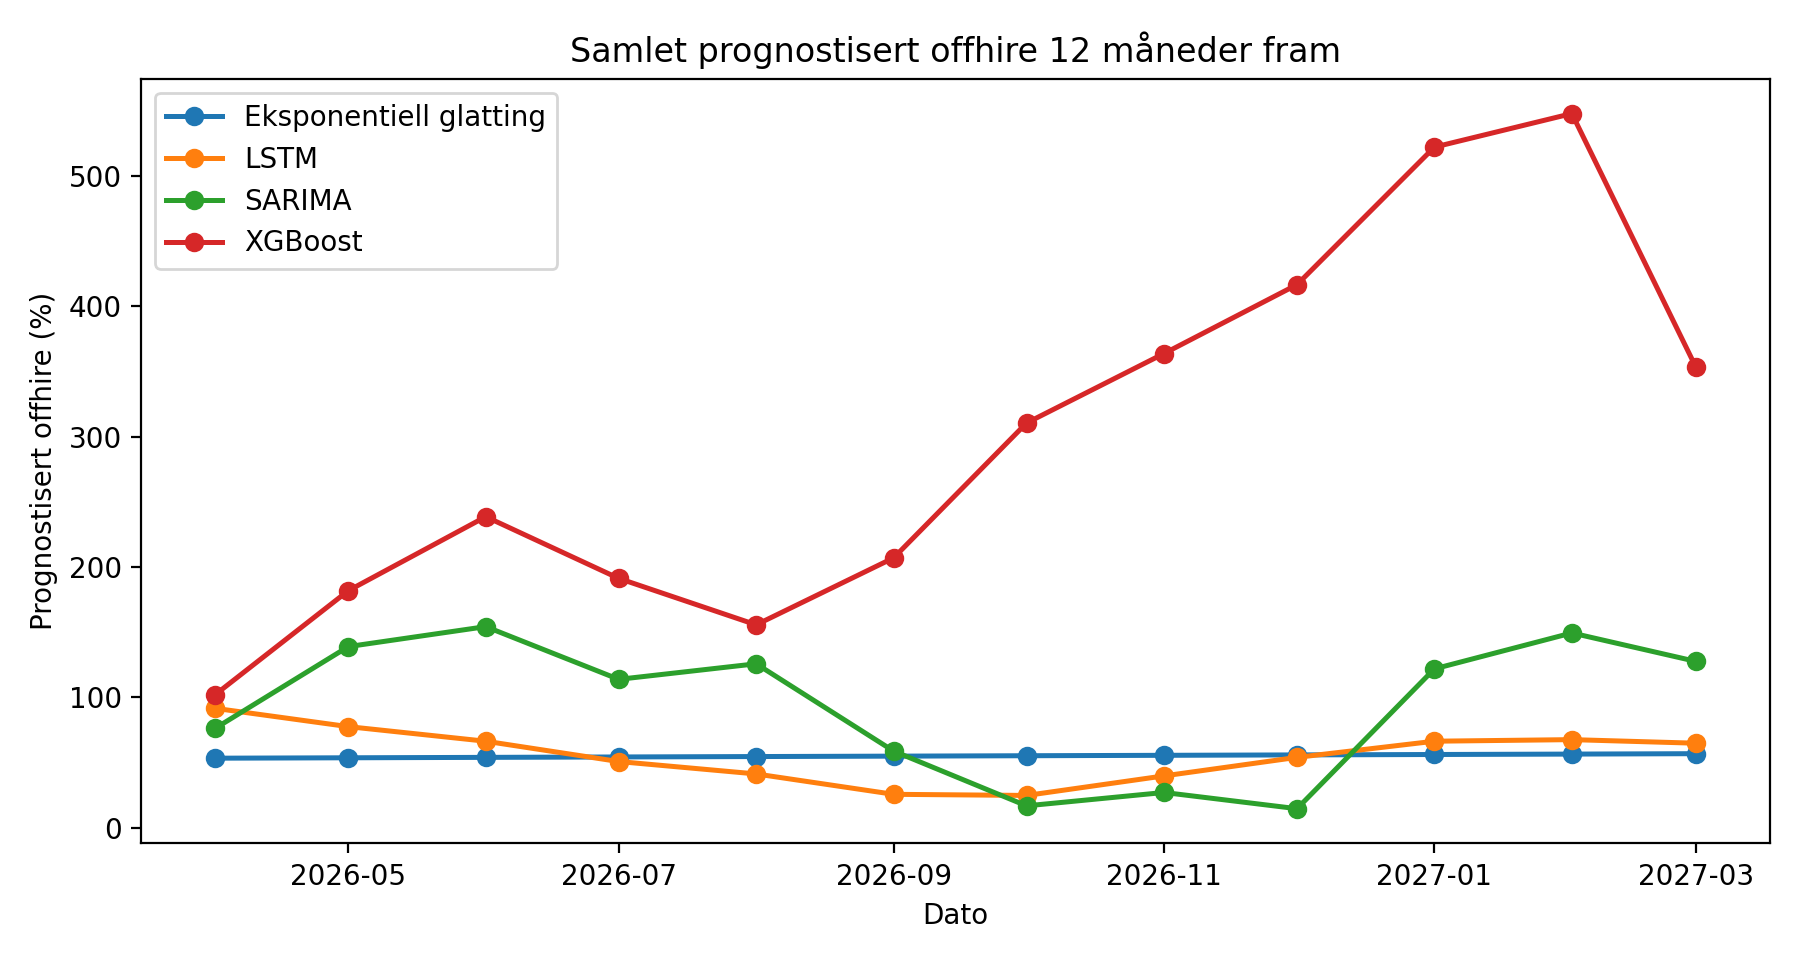 Samlet prognostisert offhire 12 måneder fram
Eksponentiell glatting
LSTM
SARIMA
XGBoost
Prognostisert offhire (%)
500
400
300
200
100
0
2026-05 2026-07 2026-09 2026-11 2027-01 2027-03
Dato